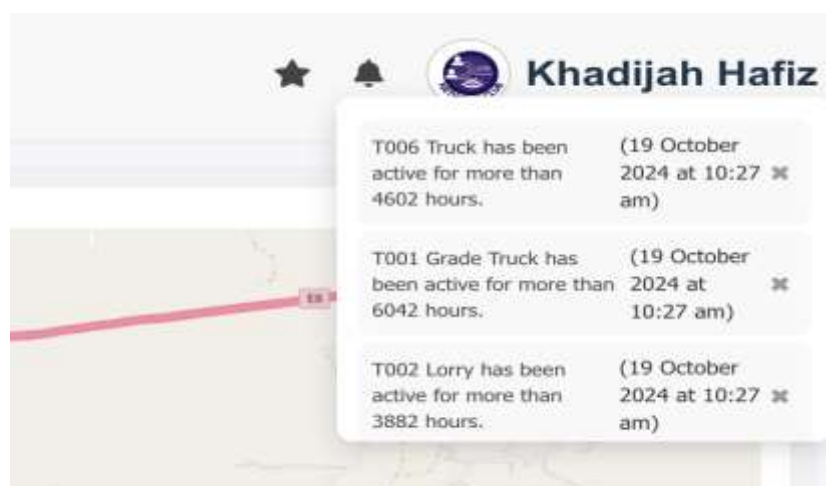 Khadijah Hafiz
T006 Truck has been
active for more than
4602 hours.
(19 October
2024 at 10:27
am)
T001 Grade Truck has
been active for more than
6042 hours.
(19 October
2024 at
10:27 am)
T002 Lorry has been
active for more than
3882 hours.
(19 October
2024 at 10:27
am)
E8